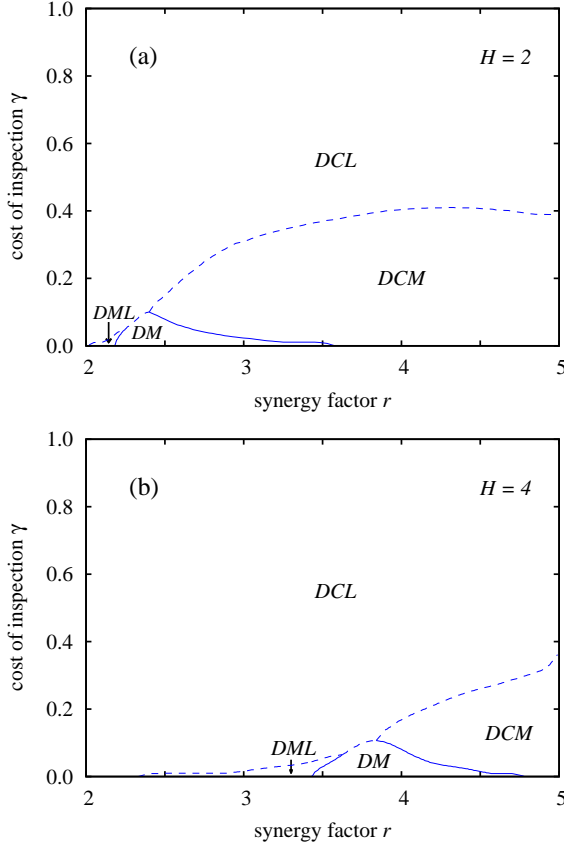 1.0
(a)
H = 2
0.8
0.6
DCL
cost of inspection γ
0.4
0.2
DCM
DML
DM
0.0
2 3 4 5
synergy factor r
1.0
(b)
H = 4
0.8
0.6
DCL
cost of inspection γ
0.4
0.2
DCM
DML
DM
0.0
2 3 4 5
synergy factor r